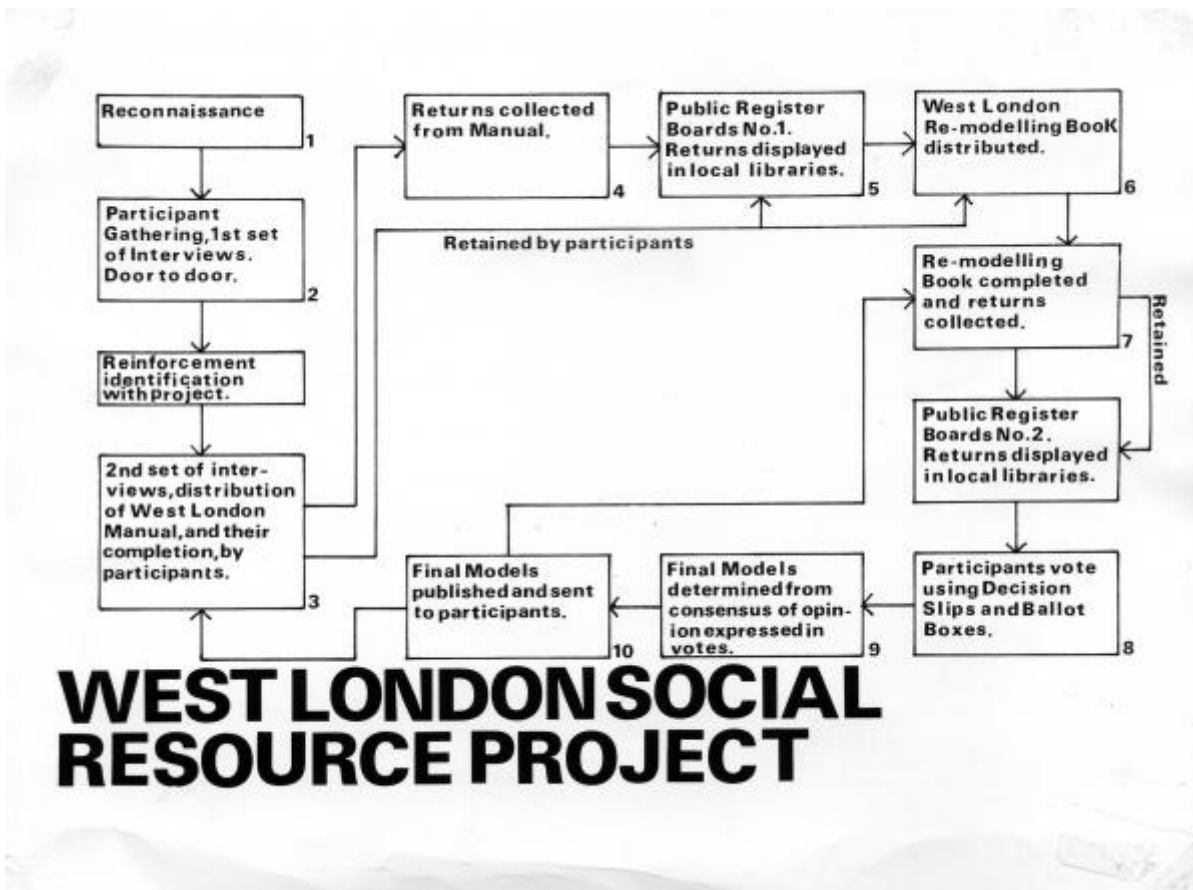 Reconnaissance
1
Participant
Gathering,1st set
of Interviews.
Door to door.
2
Reinforcement
identification
with project.
2nd set of inter-
views,distribution
of West London
Manual,and their
completion,by
participants.
3
Returns collected
from Manual.
4
Public Register
Boards No.1.
Returns displayed
in local libraries.
5
West London
Re-modelling BooK
distributed.
6
Retained by participants
Re-modelling
Book completed
and returns
collected.
7
Retained
Public Register
Boards No.2.
Returns displayed
in local libraries.
Participants vote
using Decision
Slips and Ballot
Boxes.
8
Final Models
determined from
consensus of opin-
ion expressed in
votes.
9
Final Models
published and sent
to participants.
10
WEST LONDON SOCIAL
RESOURCE PROJECT